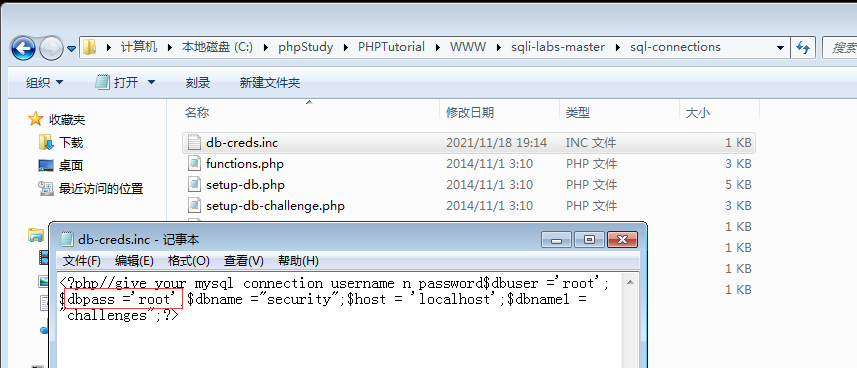 计算机 ▸ 本地磁盘 (C:) ▸ phpStudy ▸ PHPTutorial ▸ WWW ▸ sqli-labs-master ▸ sql-connections
搜索
组织 打开 刻录 新建文件夹
收藏夹
下载
桌面
最近访问的位置
名称 修改日期 类型 大小
db-creds.inc 2021/11/18 19:14 INC 文件 1 KB
functions.php 2014/11/1 3:10 PHP 文件 3 KB
setup-db.php 2014/11/1 3:10 PHP 文件 5 KB
setup-db-challenge.php 2014/11/1 3:10 PHP 文件 3 KB
1 KB
1 KB
1 KB
1 KB
db-creds.inc - 记事本
文件(F) 编辑(E) 格式(O) 查看(V) 帮助(H)
<?php//give your mysql connection username n password$dbuser ='root';
$dbpass ='root' $dbname ="security";$host = 'localhost';$dbname1 =
"challenges";?>